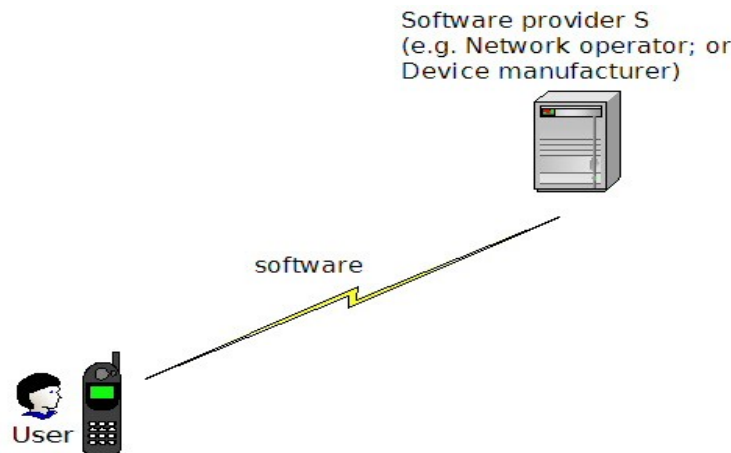 Software provider S
(e.g. Network operator; or
Device manufacturer)
software
User